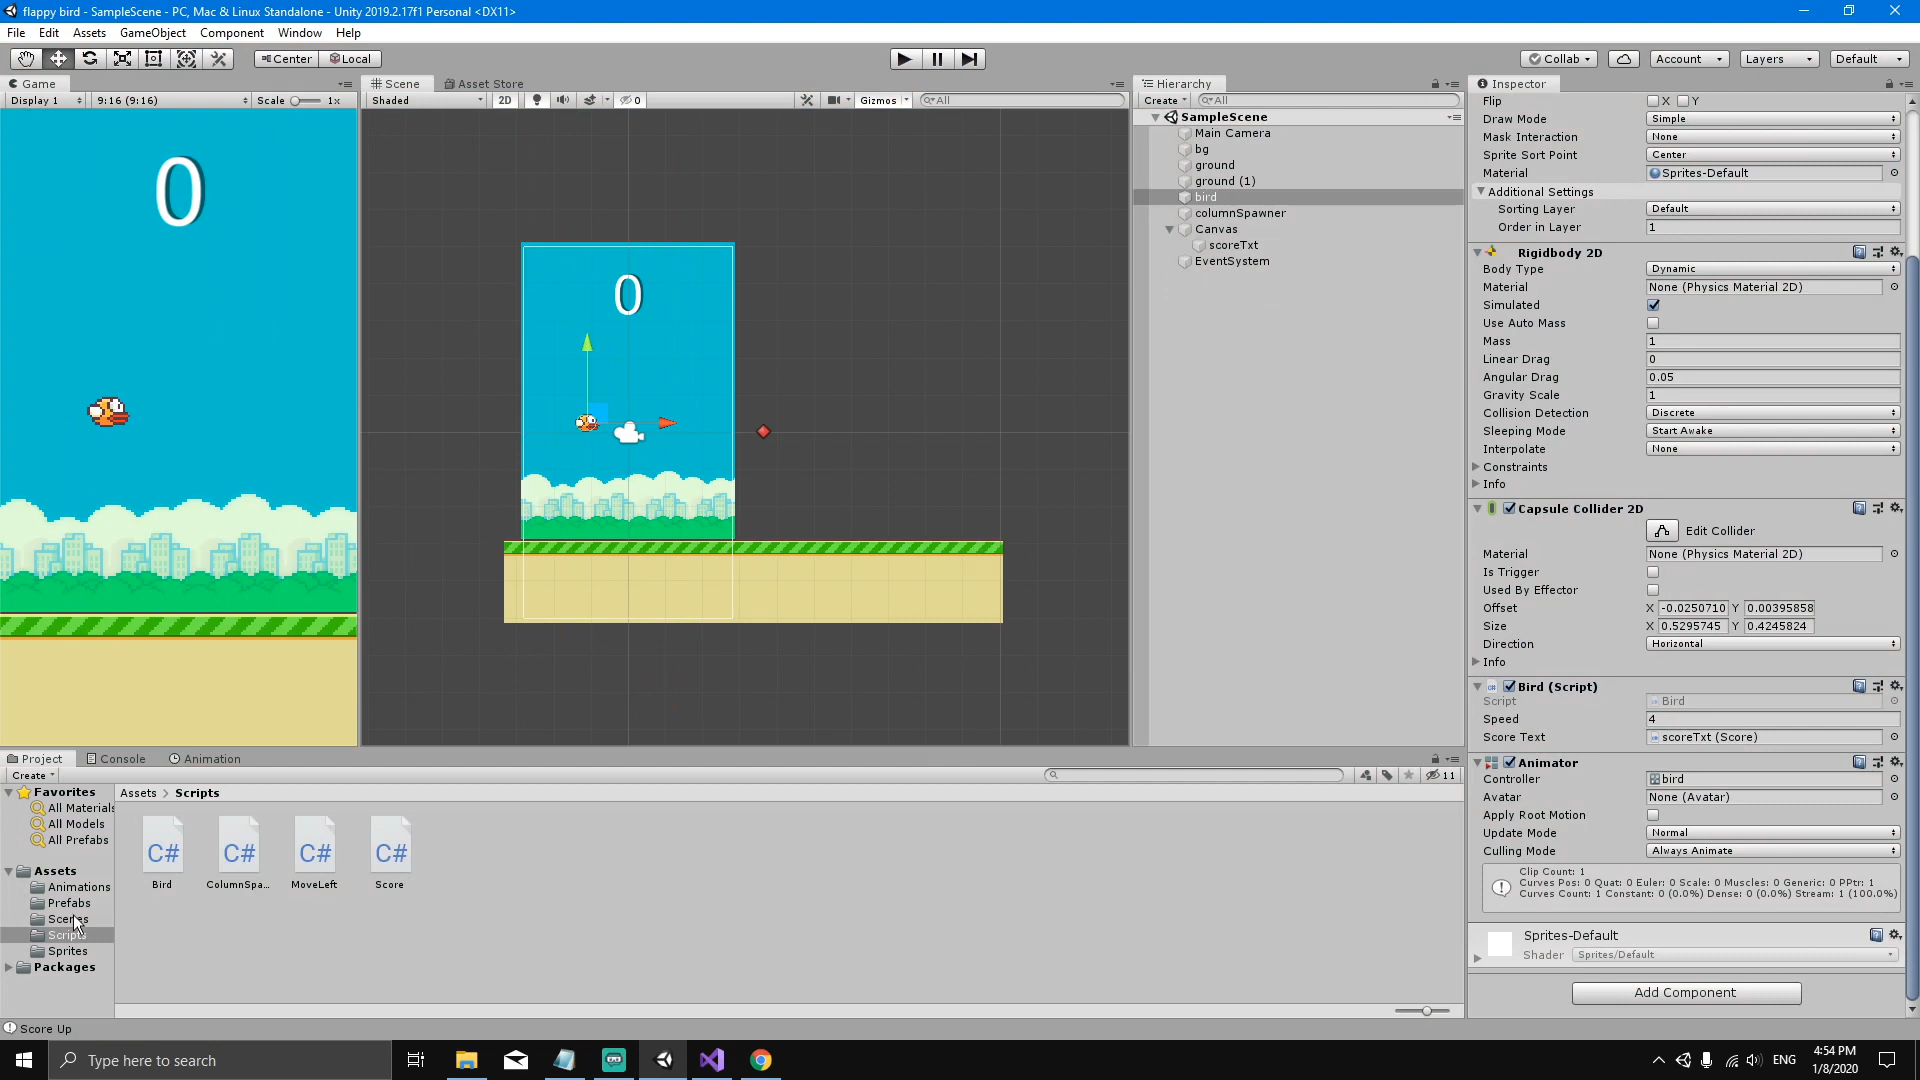 flappy bird - SampleScene - PC, Mac & Linux Standalone - Unity 2019.2.17f1 Personal <DX11>
File Edit Assets GameObject Component Window Help
Center Local Collab Account Layers Default
Game Scene Asset Store Hierarchy Inspector
Display 1 9:16 (9:16) Scale 1x Shaded 2D 0 Gizmos All Create All
0
0
SampleScene
Main Camera
bg
ground
ground (1)
bird
columnSpawner
Canvas
scoreTxt
EventSystem
Flip X Y
Draw Mode Simple
Mask Interaction None
Sprite Sort Point Center
Material Sprites-Default
Additional Settings
Sorting Layer Default
Order in Layer 1
Rigidbody 2D
Body Type Dynamic
Material None (Physics Material 2D)
Simulated
Use Auto Mass
Mass 1
Linear Drag 0
Angular Drag 0.05
Gravity Scale 1
Collision Detection Discrete
Sleeping Mode Start Awake
Interpolate None
Constraints
Info
Capsule Collider 2D
Edit Collider
Material None (Physics Material 2D)
Is Trigger
Used By Effector
Offset X -0.0250710 Y 0.00395858
Size X 0.5295745 Y 0.4245824
Direction Horizontal
Info
Bird (Script)
Script Bird
Speed 4
Score Text scoreTxt (Score)
Animator
Controller bird
Avatar None (Avatar)
Apply Root Motion
Update Mode Normal
Culling Mode Always Animate
Clip Count: 1
Curves Pos: 0 Quat: 0 Euler: 0 Scale: 0 Muscles: 0 Generic: 0 PPtr: 1
Curves Count: 1 Constant: 0 (0.0%) Dense: 0 (0.0%) Stream: 1 (100.0%)
Sprites-Default
Shader Sprites/Default
Add Component
Project Console Animation
Create 11
Favorites
All Materials
All Models
All Prefabs
Assets
Animations
Prefabs
Scenes
Scripts
Sprites
Packages
Assets > Scripts
C# C# C# C#
Bird ColumnSpa... MoveLeft Score
Score Up
Type here to search
ENG
4:54 PM
1/8/2020